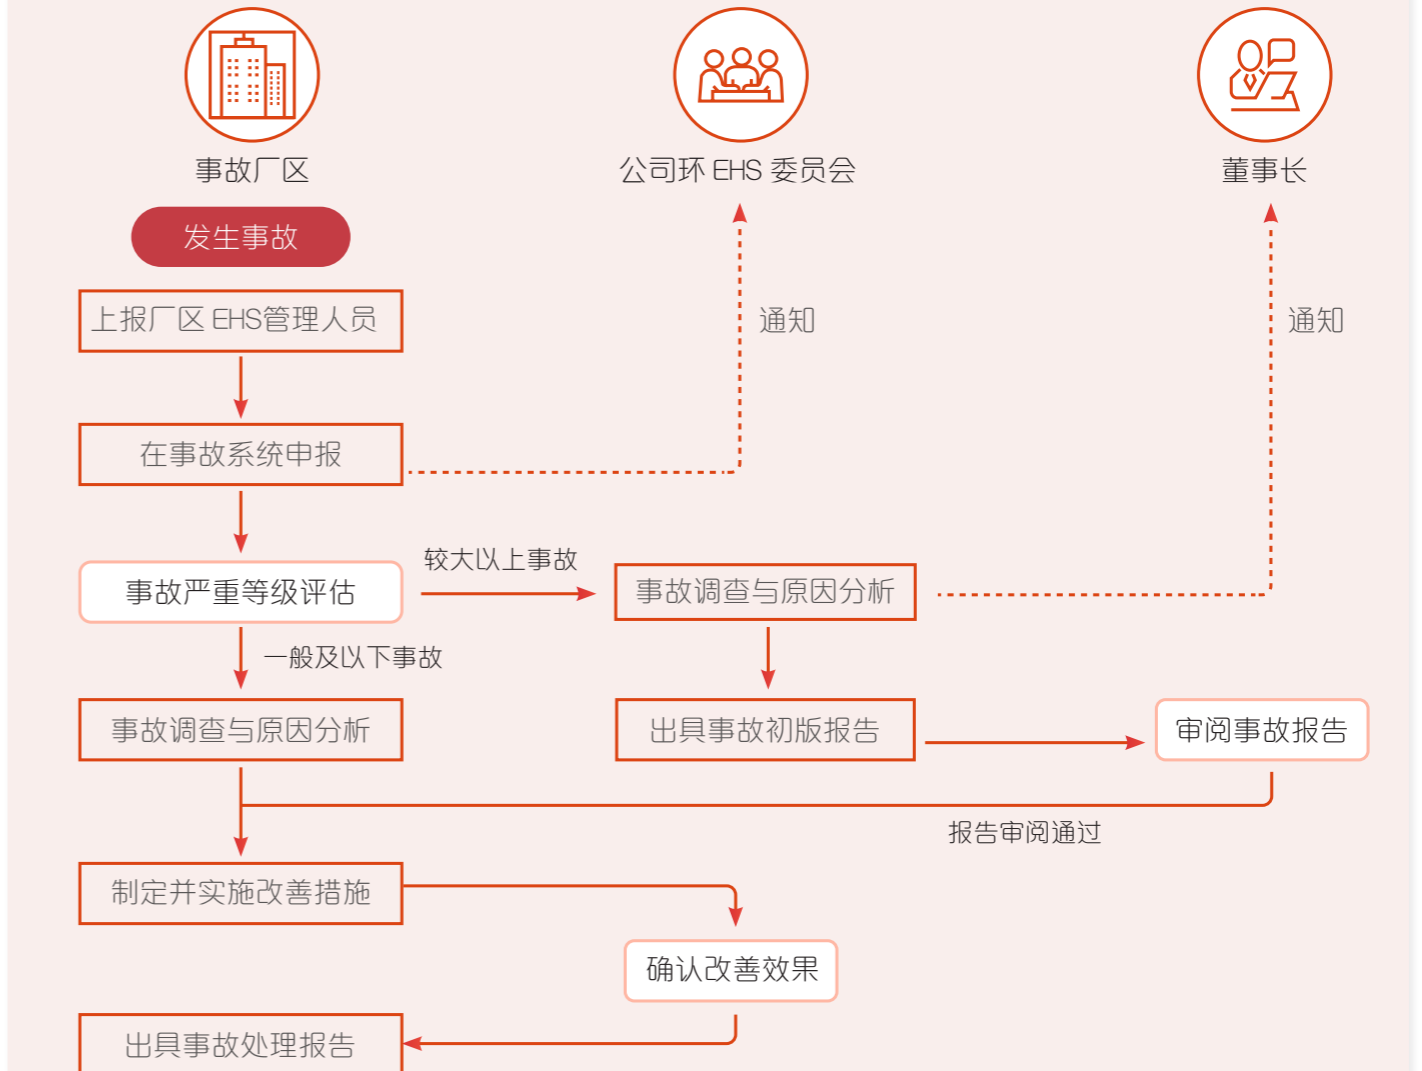 事故厂区
公司环 EHS 委员会
董事长
发生事故
上报厂区 EHS管理人员
通知
通知
在事故系统申报
较大以上事故
事故严重等级评估
事故调查与原因分析
一般及以下事故
事故调查与原因分析
出具事故初版报告
审阅事故报告
报告审阅通过
制定并实施改善措施
确认改善效果
出具事故处理报告